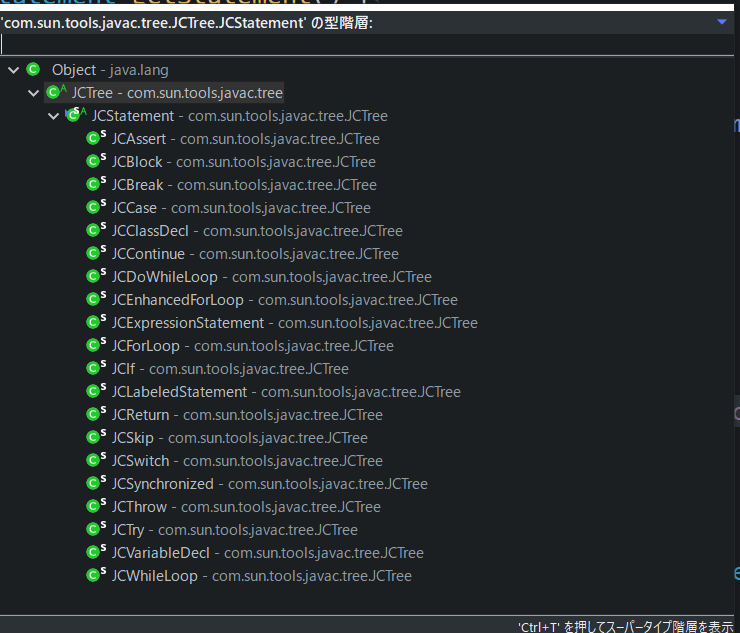 'com.sun.tools.javac.tree.JCTree.JCStatement' の型階層:
Object - java.lang
JCTree - com.sun.tools.javac.tree
JCStatement - com.sun.tools.javac.tree.JCTree
JCAssert - com.sun.tools.javac.tree.JCTree
JCBlock - com.sun.tools.javac.tree.JCTree
JCBreak - com.sun.tools.javac.tree.JCTree
JCCase - com.sun.tools.javac.tree.JCTree
JCClassDecl - com.sun.tools.javac.tree.JCTree
JCContinue - com.sun.tools.javac.tree.JCTree
JCDoWhileLoop - com.sun.tools.javac.tree.JCTree
JCEnhancedForLoop - com.sun.tools.javac.tree.JCTree
JCExpressionStatement - com.sun.tools.javac.tree.JCTree
JCForLoop - com.sun.tools.javac.tree.JCTree
JCIf - com.sun.tools.javac.tree.JCTree
JCLabeledStatement - com.sun.tools.javac.tree.JCTree
JCReturn - com.sun.tools.javac.tree.JCTree
JCSkip - com.sun.tools.javac.tree.JCTree
JCSwitch - com.sun.tools.javac.tree.JCTree
JCSynchronized - com.sun.tools.javac.tree.JCTree
JCThrow - com.sun.tools.javac.tree.JCTree
JCTry - com.sun.tools.javac.tree.JCTree
JCVariableDecl - com.sun.tools.javac.tree.JCTree
JCWhileLoop - com.sun.tools.javac.tree.JCTree
'Ctrl+T' を押してスーパータイプ階層を表示